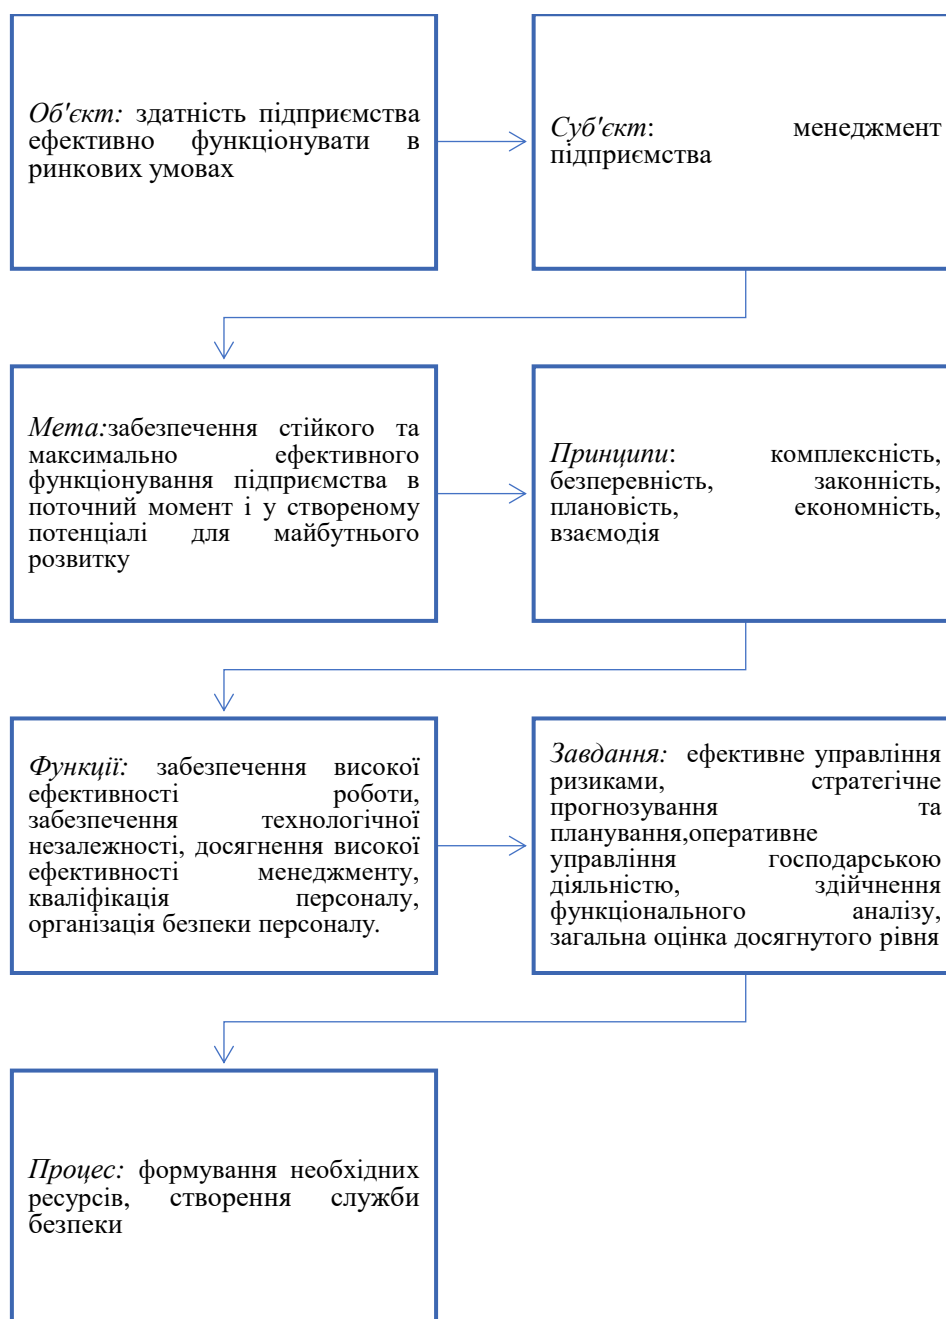 Об'єкт: здатність підприємства
ефективно функціонувати в
ринкових умовах
Суб'єкт: менеджмент
підприємства
Мета:забезпечення стійкого та
максимально ефективного
функціонування підприємства в
поточний момент і у створеному
потенціалі для майбутнього
розвитку
Принципи: комплексність,
безперевність, законність,
плановість, економність,
взаємодія
Функції: забезпечення високої
ефективності роботи,
забезпечення технологічної
незалежності, досягнення високої
ефективності менеджменту,
кваліфікація персоналу,
організація безпеки персоналу.
Завдання: ефективне управління
ризиками, стратегічне
прогнозування та
планування,оперативне
управління господарською
діяльністю, здійчнення
функціонального аналізу,
загальна оцінка досягнутого рівня
Процес: формування необхідних
ресурсів, створення служби
безпеки